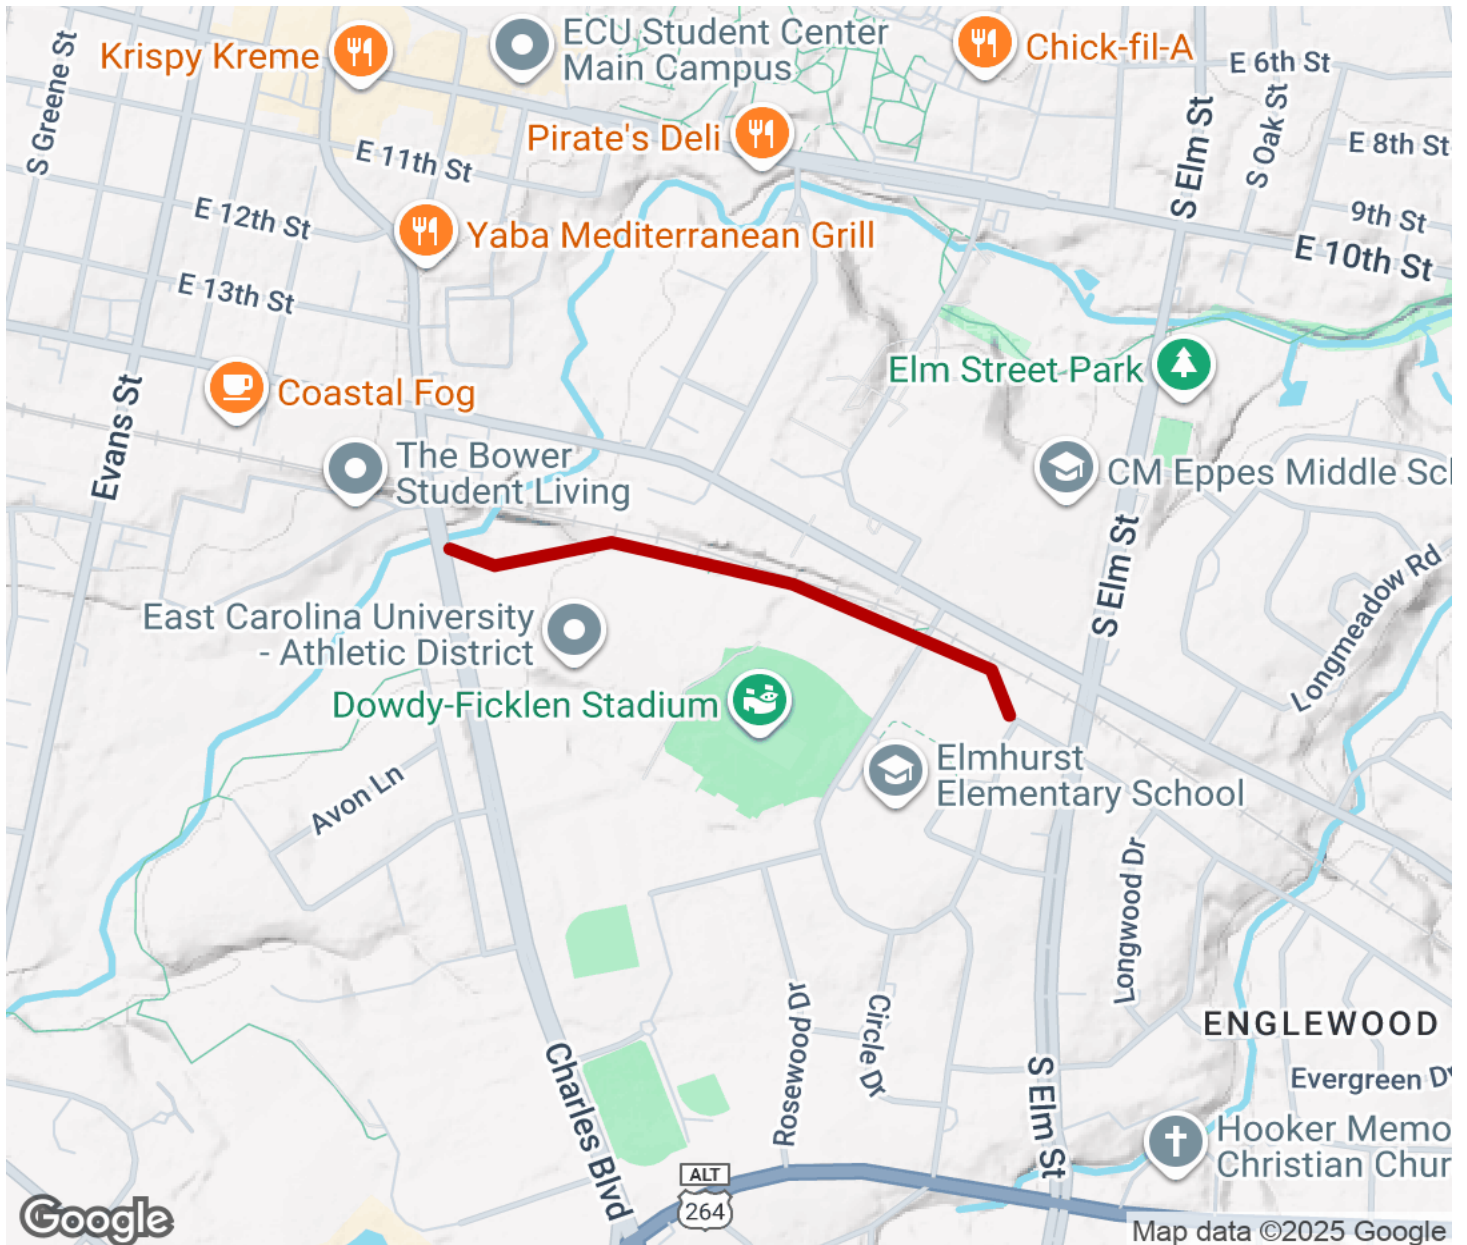 Krispy Kreme
ECU Student Center
Main Campus
Chick-fil-A
E 6th St
S Greene St
Pirate's Deli
S Elm St
S Oak St
E 8th St
E 11th St
E 12th St
Yaba Mediterranean Grill
9th St
E 10th St
E 13th St
Elm Street Park
Coastal Fog
Evans St
The Bower
Student Living
CM Eppes Middle Scl
S Elm St
Longmeadow Rd
East Carolina University
- Athletic District
Dowdy-Ficklen Stadium
Elmhurst
Elementary School
Avon Ln
Longwood Dr
Rosewood Dr
Circle Dr
ENGLEWOOD
Charles Blvd
S Elm St
Evergreen D
Hooker Memo
Christian Chur
ALT
264
Google
Map data ©2025 Google